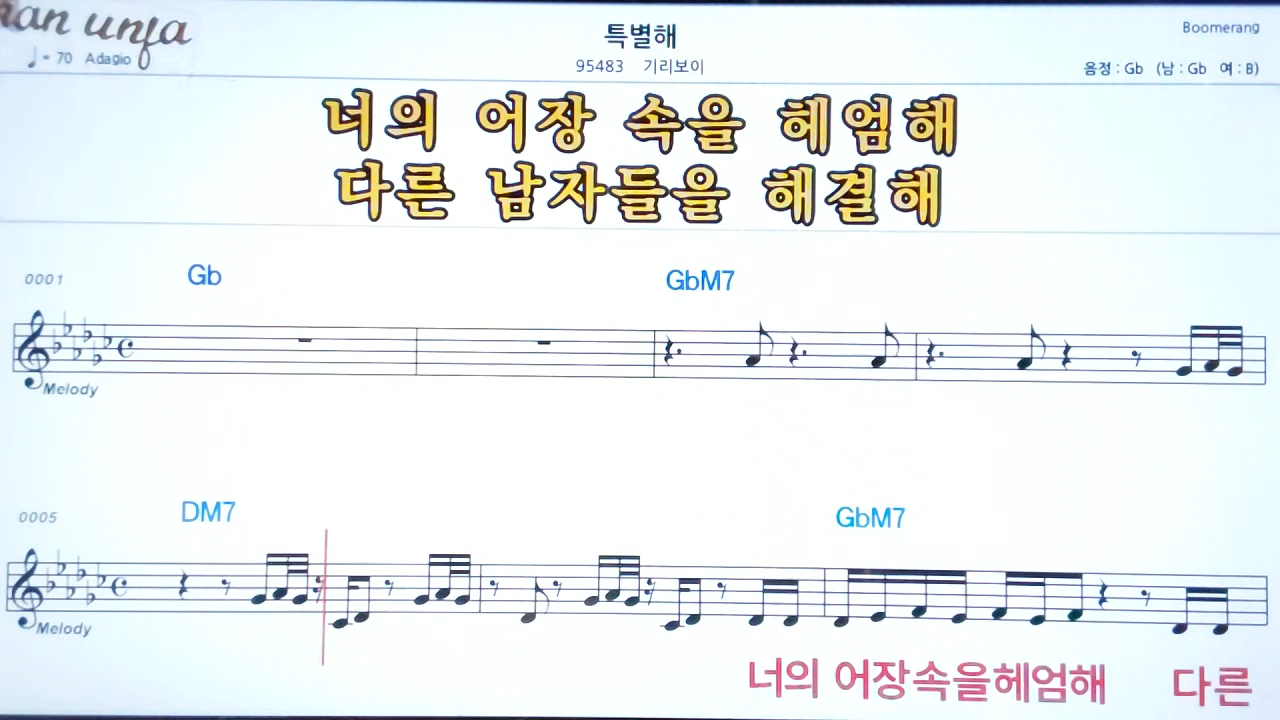 특별해
Boomerang
♩= 70 Adagio
95483 기리보이
음정 : Gb (남 : Gb 여 : B)
너의 어장 속을 헤엄해
다른 남자들을 해결해
0001
Gb
GbM7
Melody
0005
DM7
GbM7
Melody
너의 어장속을헤엄해 다른